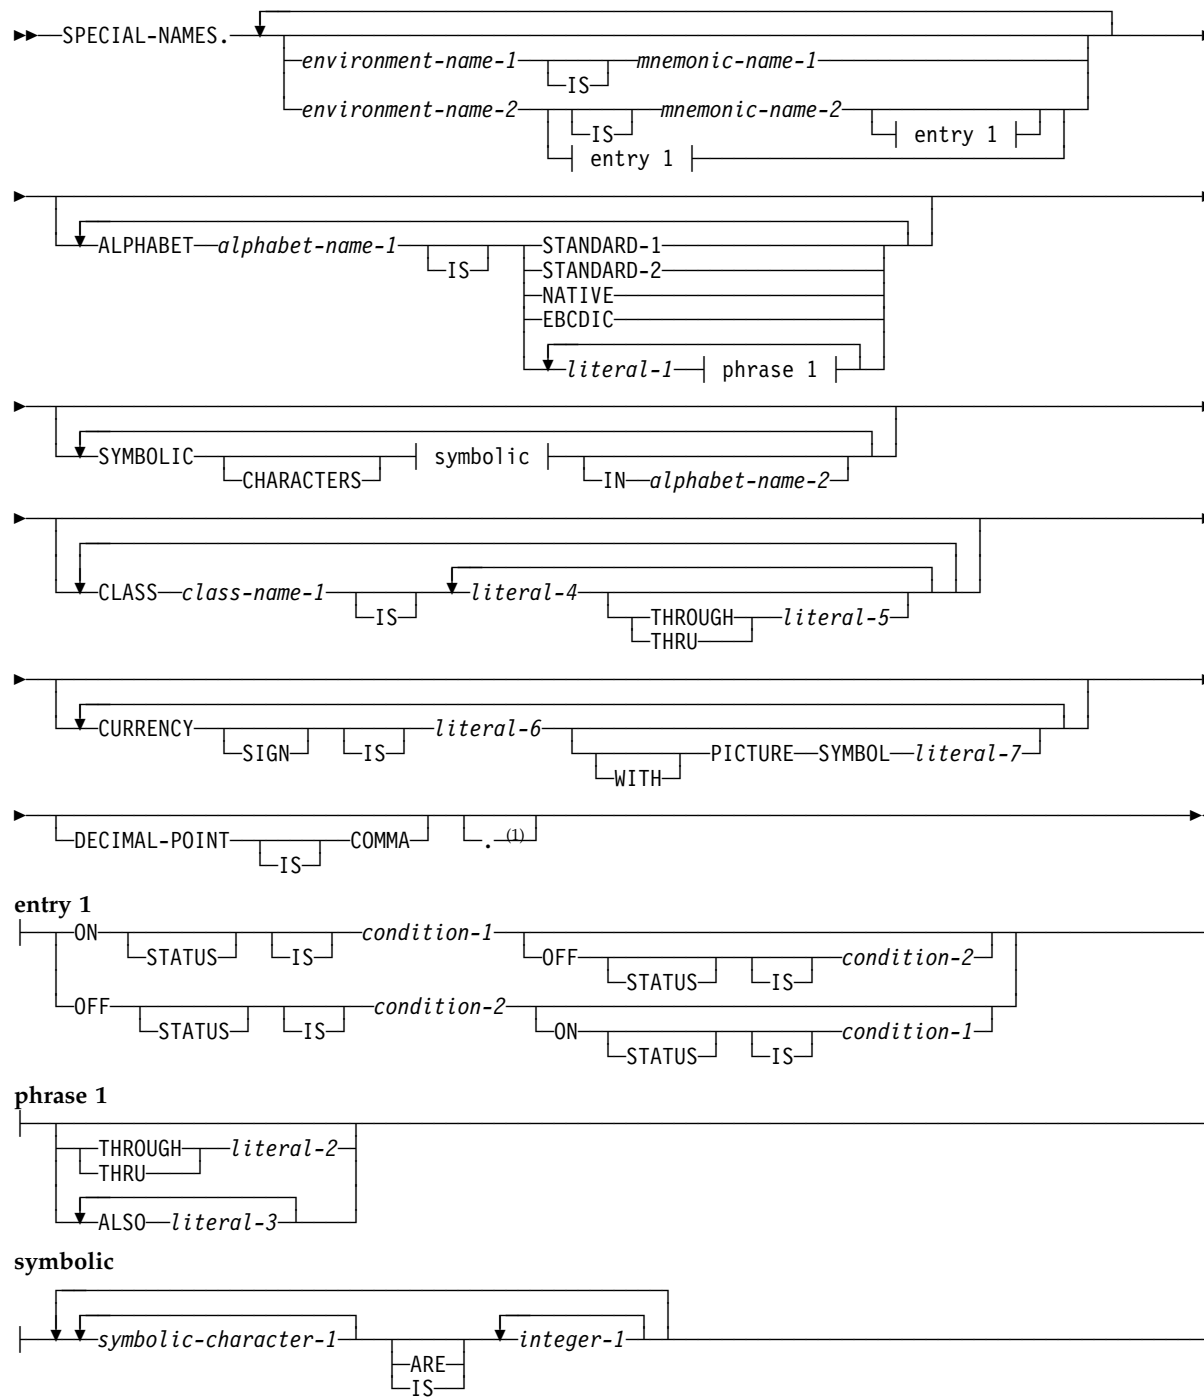 SPECIAL-NAMES.
environment-name-1 IS mnemonic-name-1
environment-name-2 IS mnemonic-name-2 entry 1
entry 1
ALPHABET alphabet-name-1 IS STANDARD-1
STANDARD-2
NATIVE
EBCDIC
literal-1 phrase 1
SYMBOLIC CHARACTERS symbolic IN alphabet-name-2
CLASS class-name-1 IS literal-4 THROUGH literal-5
THRU
CURRENCY SIGN IS literal-6 WITH PICTURE SYMBOL literal-7
DECIMAL-POINT IS COMMA . (1)
entry 1
ON STATUS IS condition-1 OFF STATUS IS condition-2
OFF STATUS IS condition-2 ON STATUS IS condition-1
phrase 1
THROUGH literal-2
THRU
ALSO literal-3
symbolic
symbolic-character-1 ARE integer-1
IS